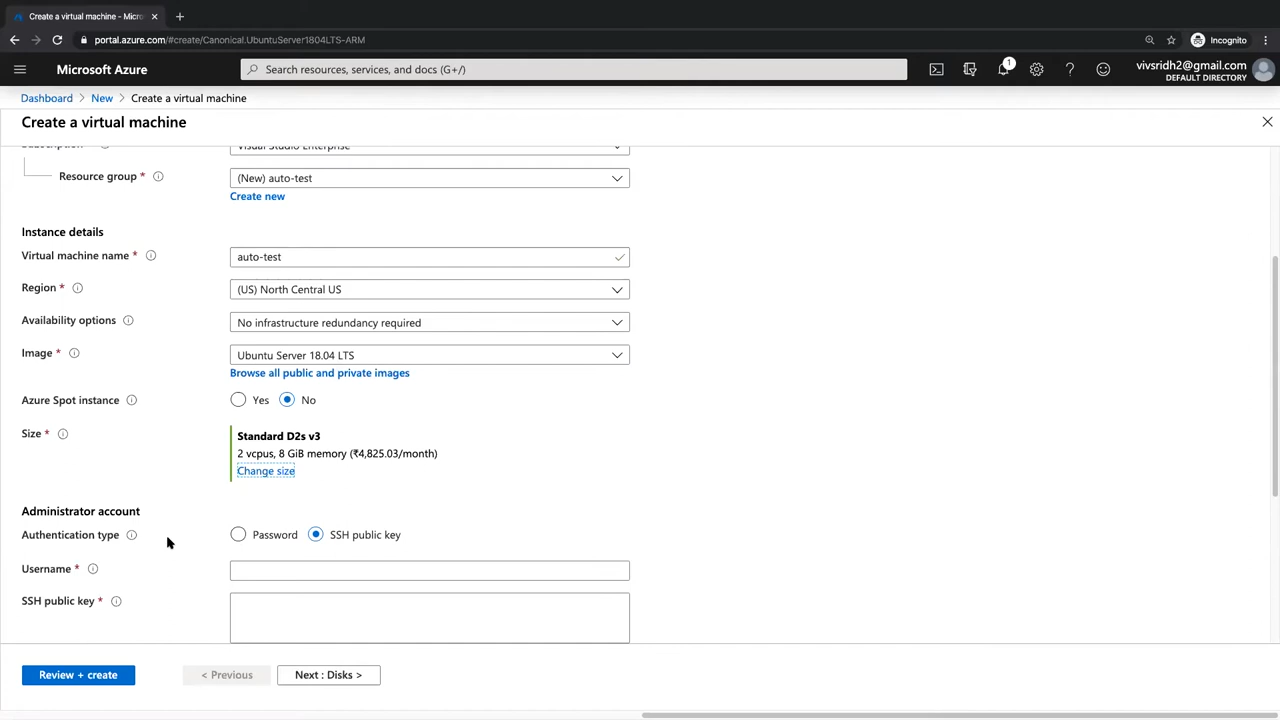 Create a virtual machine - Micro
portal.azure.com/#create/Canonical.UbuntuServer1804LTS-ARM
Incognito
Microsoft Azure
Search resources, services, and docs (G+/)
1
vivsridh2@gmail.com
DEFAULT DIRECTORY
Dashboard > New > Create a virtual machine
Create a virtual machine
Subscription
Visual Studio Enterprise
Resource group *
(New) auto-test
Create new
Instance details
Virtual machine name *
auto-test
Region *
(US) North Central US
Availability options
No infrastructure redundancy required
Image *
Ubuntu Server 18.04 LTS
Browse all public and private images
Azure Spot instance
Yes No
Size *
Standard D2s v3
2 vcpus, 8 GiB memory (₹4,825.03/month)
Change size
Administrator account
Authentication type
Password SSH public key
Username *
SSH public key *
Review + create
< Previous
Next : Disks >